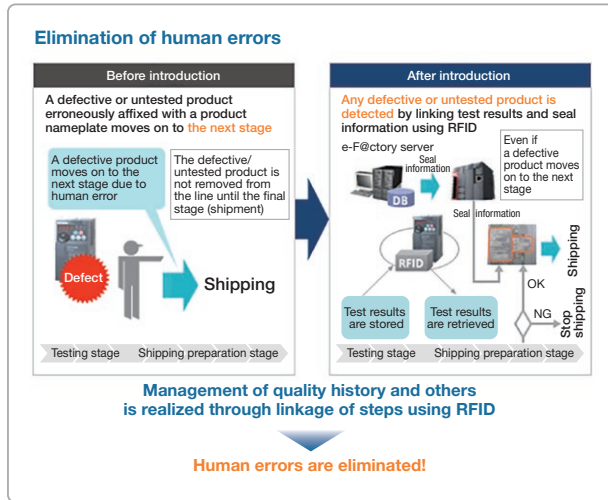 Elimination of human errors
Before introduction
A defective or untested product
erroneously affixed with a product
nameplate moves on to the next stage
A defective product
moves on to the
next stage due to
human error
The defective/
untested product is
not removed from
the line until the final
stage (shipment)
Defect
Shipping
Testing stage
Shipping preparation stage
After introduction
Any defective or untested product is
detected by linking test results and seal
information using RFID
e-F@ctory server
Seal
information
DB
Even if
a defective
product moves
on to the next
stage
Seal information
RFID
Shipping
OK
NG
Stop
shipping
Test results
are stored
Test results
are retrieved
Testing stage
Shipping preparation stage
Management of quality history and others
is realized through linkage of steps using RFID
Human errors are eliminated!